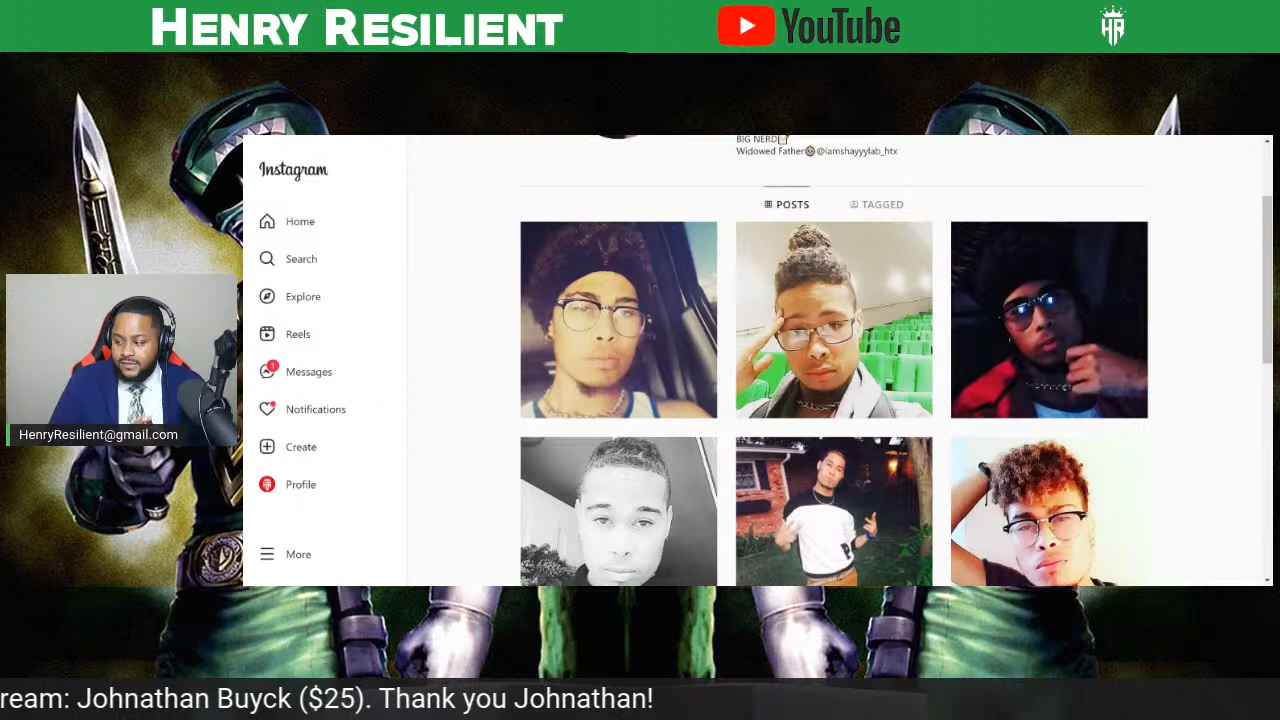 HENRY RESILIENT
YouTube
HR
BIG NERD
Widowed Father @iamshayyylab_htx
Instagram
POSTS
TAGGED
Home
Search
Explore
Reels
1
Messages
Notifications
Create
Profile
More
HenryResilient@gmail.com
P
ream: Johnathan Buyck ($25). Thank you Johnathan!